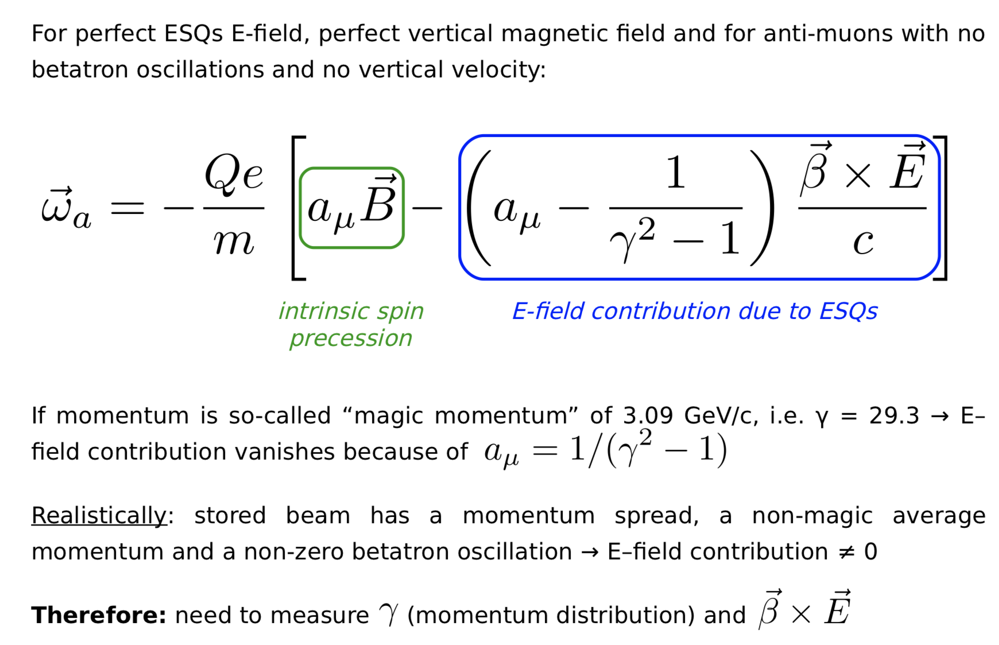 For perfect ESQs E-field, perfect vertical magnetic field and for anti-muons with no
betatron oscillations and no vertical velocity:
$\vec{\omega}_a = -\frac{Qe}{m} \left[ a_\mu \vec{B} - \left( a_\mu - \frac{1}{\gamma^2 - 1} \right) \frac{\vec{\beta} \times \vec{E}}{c} \right]$
intrinsic spin
precession
E-field contribution due to ESQs
If momentum is so-called “magic momentum” of 3.09 GeV/c, i.e. γ = 29.3 → E–
field contribution vanishes because of $a_\mu = 1/(\gamma^2 - 1)$
Realistically: stored beam has a momentum spread, a non-magic average
momentum and a non-zero betatron oscillation → E–field contribution ≠ 0
Therefore: need to measure $\gamma$ (momentum distribution) and $\vec{\beta} \times \vec{E}$